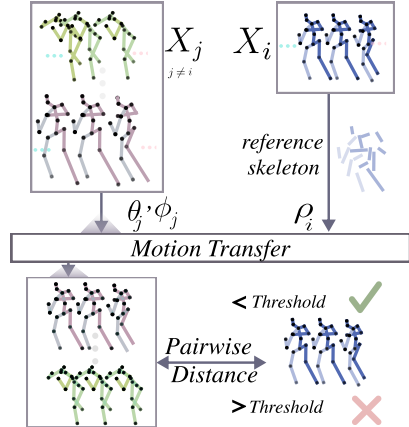 X_j X_i
j≠i
reference
skeleton
θ_j, ϕ_j ρ_i
Motion Transfer
< Threshold
Pairwise
Distance
> Threshold